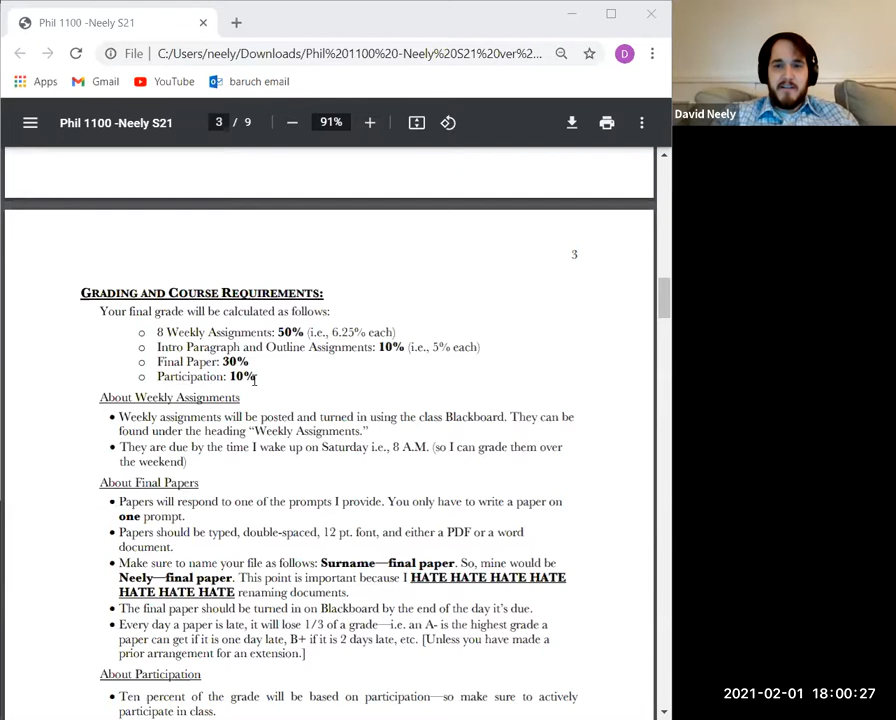 Phil 1100 -Neely S21
File
C:/Users/neely/Downloads/Phil%201100%20-Neely%20S21%20ver%2...
D
Apps
Gmail
YouTube
baruch email
David Neely
Phil 1100 -Neely S21
3 / 9
91%
3
GRADING AND COURSE REQUIREMENTS:
Your final grade will be calculated as follows:
8 Weekly Assignments: 50% (i.e., 6.25% each)
Intro Paragraph and Outline Assignments: 10% (i.e., 5% each)
Final Paper: 30%
Participation: 10%
About Weekly Assignments
Weekly assignments will be posted and turned in using the class Blackboard. They can be
found under the heading “Weekly Assignments.”
They are due by the time I wake up on Saturday i.e., 8 A.M. (so I can grade them over
the weekend)
About Final Papers
Papers will respond to one of the prompts I provide. You only have to write a paper on
one prompt.
Papers should be typed, double-spaced, 12 pt. font, and either a PDF or a word
document.
Make sure to name your file as follows: Surname—final paper. So, mine would be
Neely—final paper. This point is important because I HATE HATE HATE HATE
HATE HATE HATE renaming documents.
The final paper should be turned in on Blackboard by the end of the day it’s due.
Every day a paper is late, it will lose 1/3 of a grade—i.e. an A- is the highest grade a
paper can get if it is one day late, B+ if it is 2 days late, etc. [Unless you have made a
prior arrangement for an extension.]
About Participation
Ten percent of the grade will be based on participation—so make sure to actively
participate in class.
2021-02-01 18:00:27